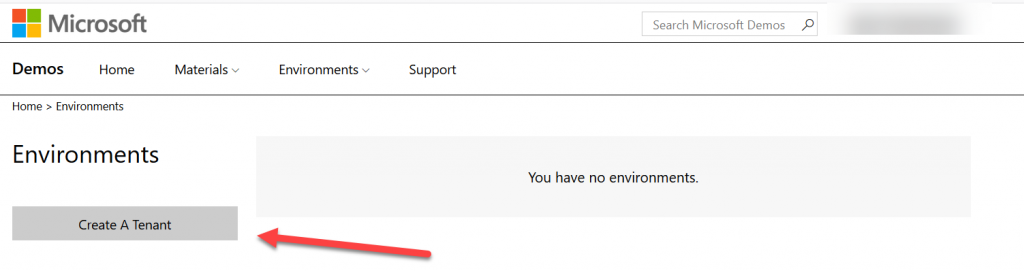 Microsoft
Search Microsoft Demos
Demos Home Materials Environments Support
Home > Environments
Environments
You have no environments.
Create A Tenant